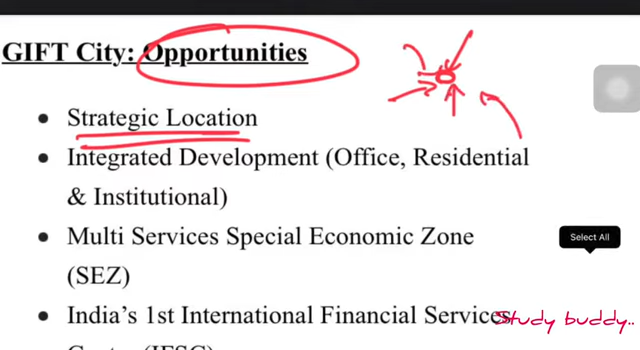 GIFT City: Opportunities
• Strategic Location
• Integrated Development (Office, Residential
& Institutional)
• Multi Services Special Economic Zone
Select All
(SEZ)
• India's 1st International Financial Services
Study buddy..